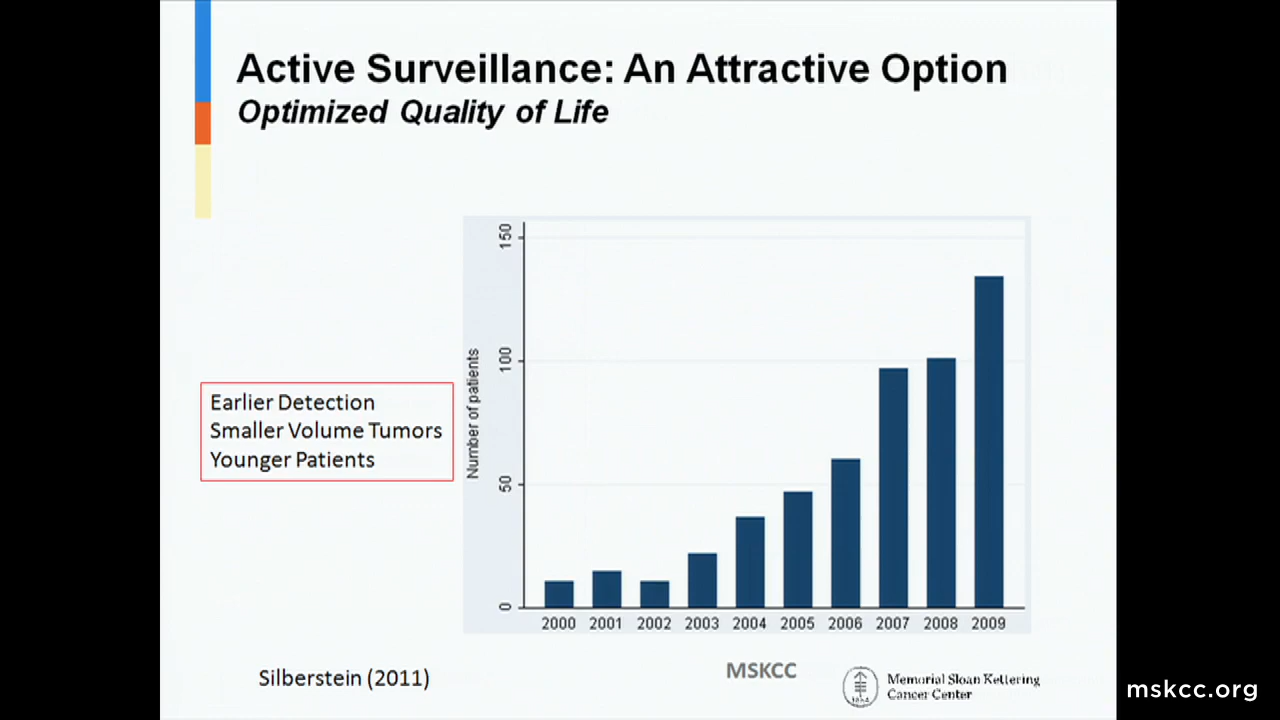 Active Surveillance: An Attractive Option
Optimized Quality of Life
Earlier Detection
Smaller Volume Tumors
Younger Patients
Number of patients
150
100
50
0
2000 2001 2002 2003 2004 2005 2006 2007 2008 2009
Silberstein (2011)
MSKCC
Memorial Sloan Kettering
Cancer Center
mskcc.org